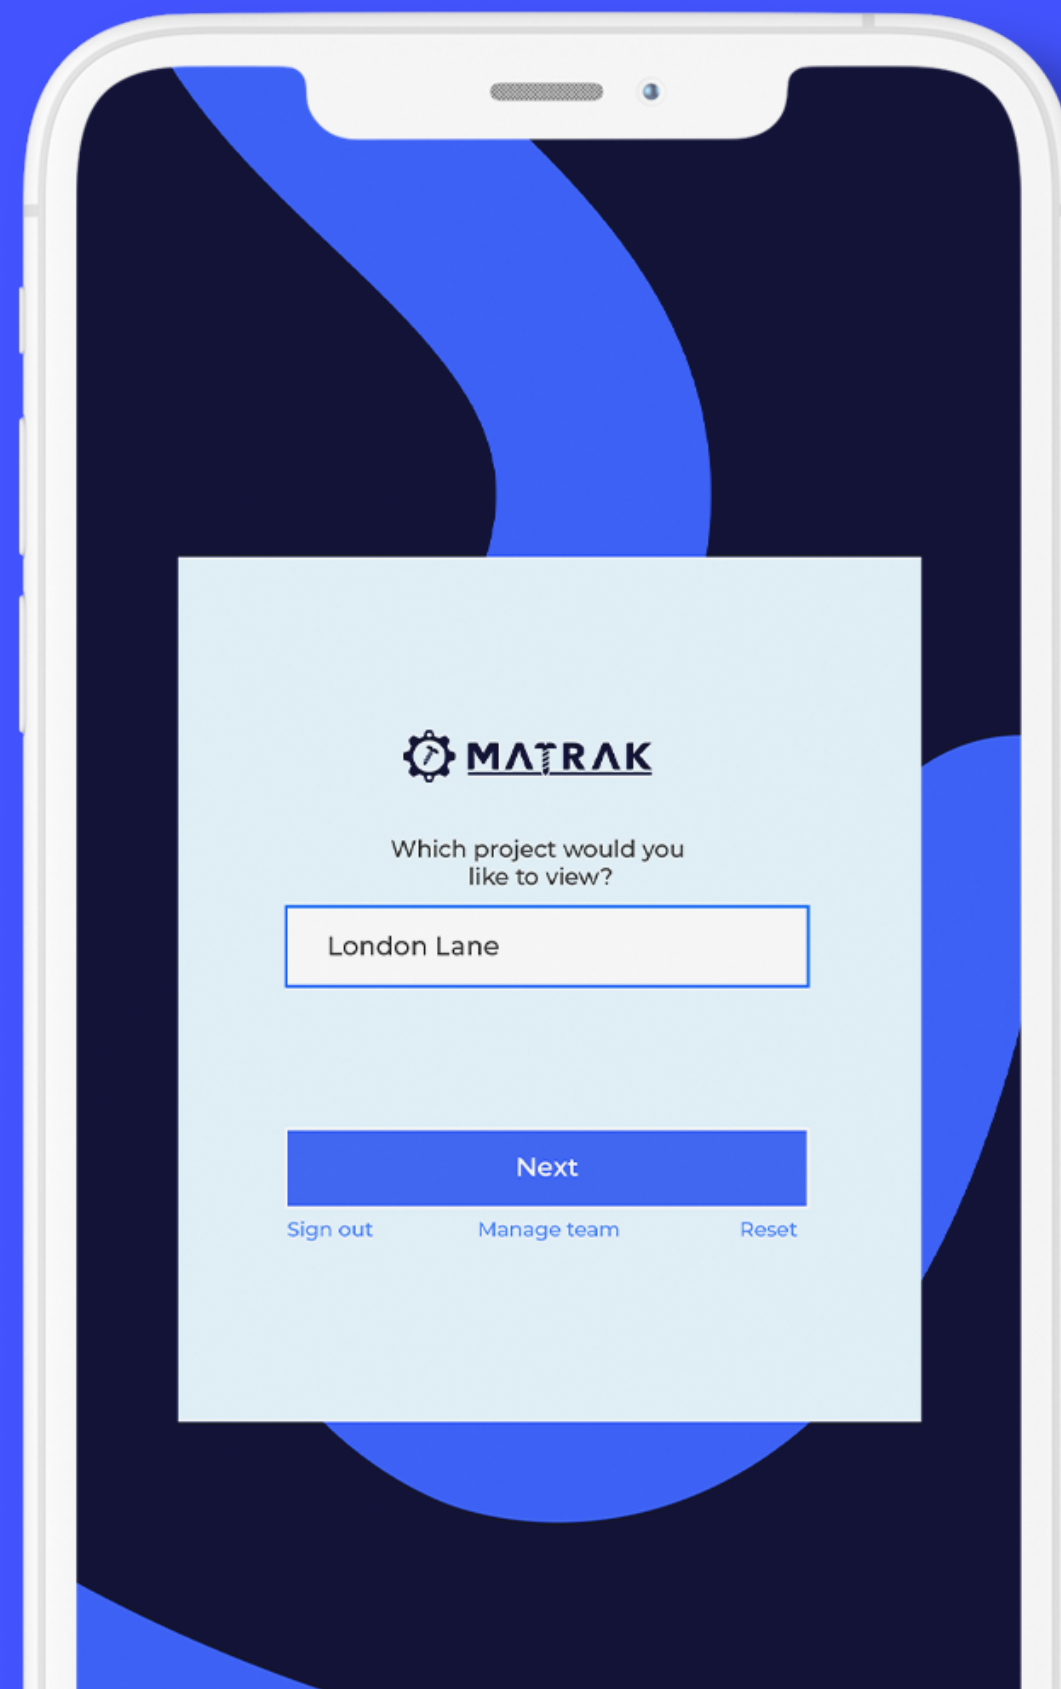 MATRAK
Which project would you
like to view?
London Lane
Next
Sign out Manage team Reset